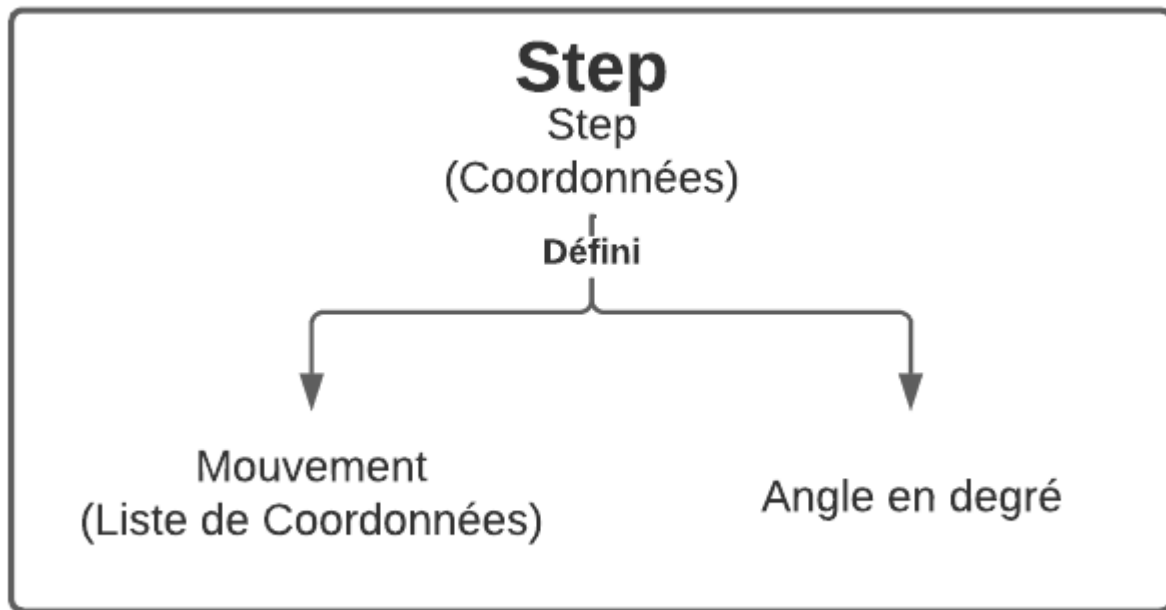 Step
Step
(Coordonnées)
Défini
Mouvement
(Liste de Coordonnées)
Angle en degré